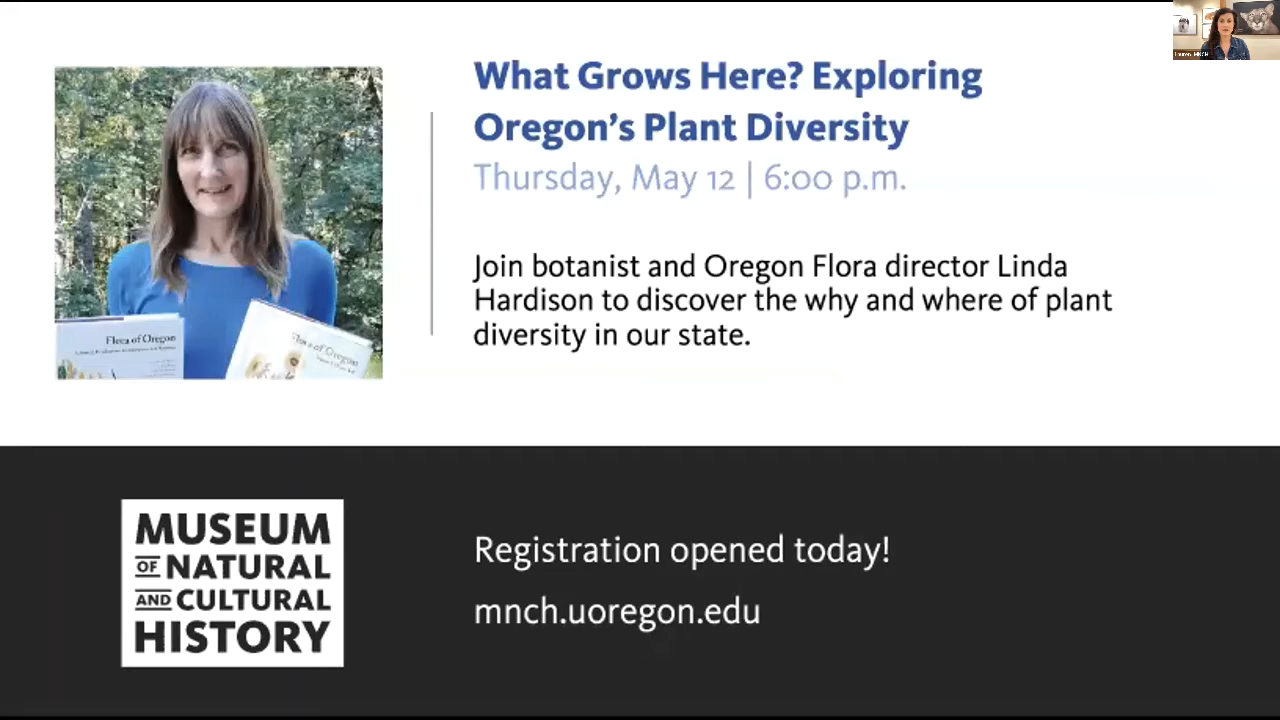 What Grows Here? Exploring
Oregon's Plant Diversity
Thursday, May 12 | 6:00 p.m.
Join botanist and Oregon Flora director Linda
Hardison to discover the why and where of plant
diversity in our state.
Flora of Oregon
Flora of Oregon
MUSEUM
OF NATURAL
AND CULTURAL
HISTORY
Registration opened today!
mnch.uoregon.edu